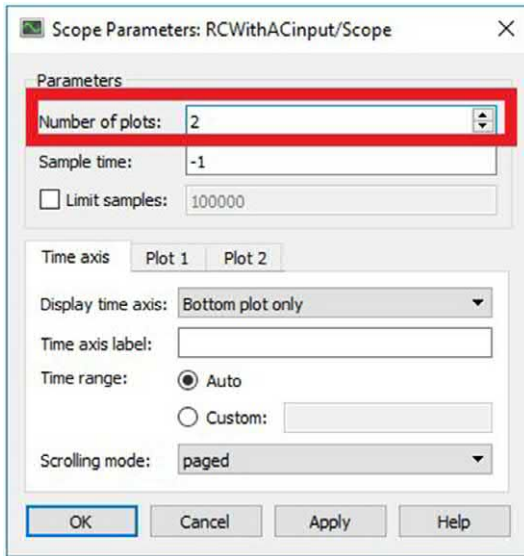 Scope Parameters: RCWithACinput/Scope
Parameters
Number of plots: 2
Sample time: -1
Limit samples: 100000
Time axis Plot 1 Plot 2
Display time axis: Bottom plot only
Time axis label:
Time range: Auto
Custom:
Scrolling mode: paged
OK Cancel Apply Help